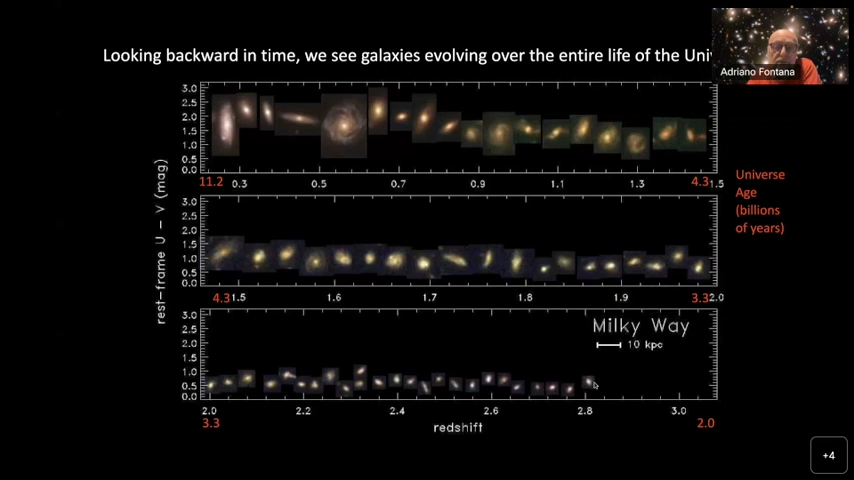 Looking backward in time, we see galaxies evolving over the entire life of the
Adriano Fontana
rest-frame U – V (mag)
3.0
2.5
2.0
1.5
1.0
0.5
0.0
11.2 0.3 0.5 0.7 0.9 1.1 1.3 4.3 1.5
Universe
Age
(billions
of years)
3.0
2.5
2.0
1.5
1.0
0.5
0.0
4.3 1.5 1.6 1.7 1.8 1.9 3.3 2.0
3.0
2.5
2.0
1.5
1.0
0.5
0.0
Milky Way
10 kpc
2.0 2.2 2.4 2.6 2.8 3.0
3.3 2.0
redshift
+4